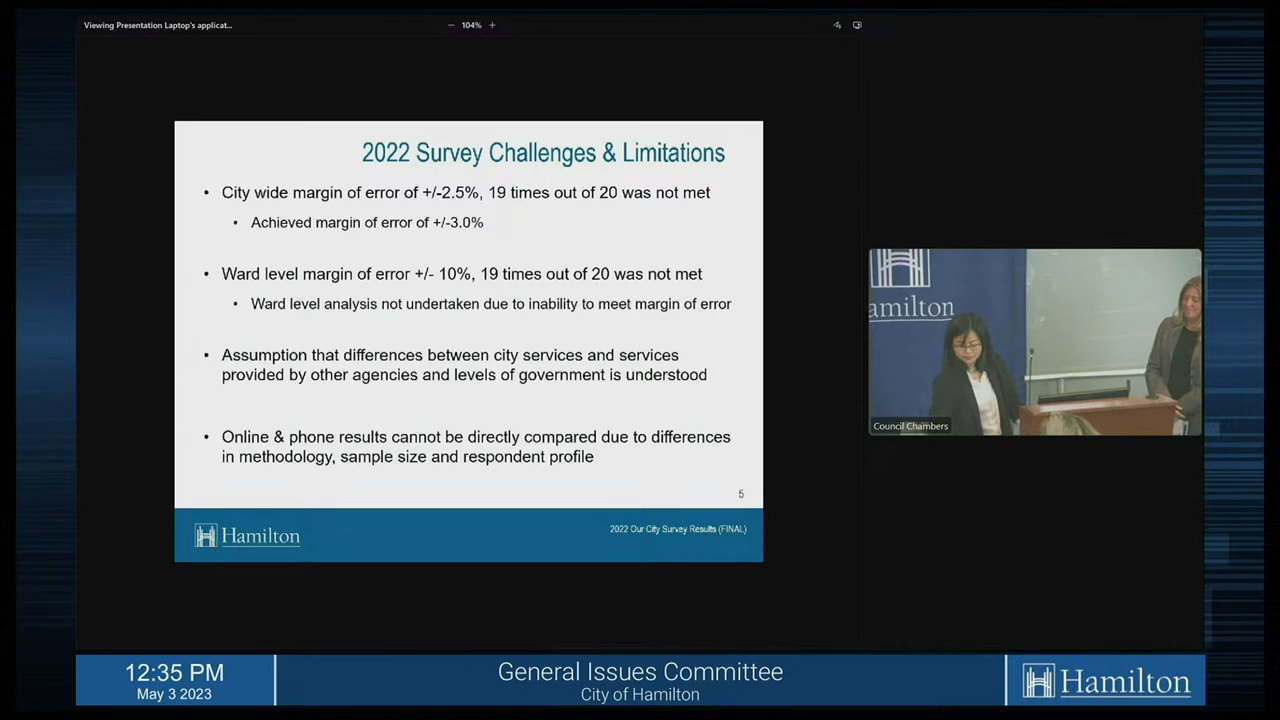 Viewing Presentation Laptop's applicat...
104%
2022 Survey Challenges & Limitations
• City wide margin of error of +/-2.5%, 19 times out of 20 was not met
• Achieved margin of error of +/-3.0%
• Ward level margin of error +/- 10%, 19 times out of 20 was not met
• Ward level analysis not undertaken due to inability to meet margin of error
• Assumption that differences between city services and services
provided by other agencies and levels of government is understood
• Online & phone results cannot be directly compared due to differences
in methodology, sample size and respondent profile
5
Hamilton
2022 Our City Survey Results (FINAL)
amilton
Council Chambers
12:35 PM
May 3 2023
General Issues Committee
City of Hamilton
Hamilton